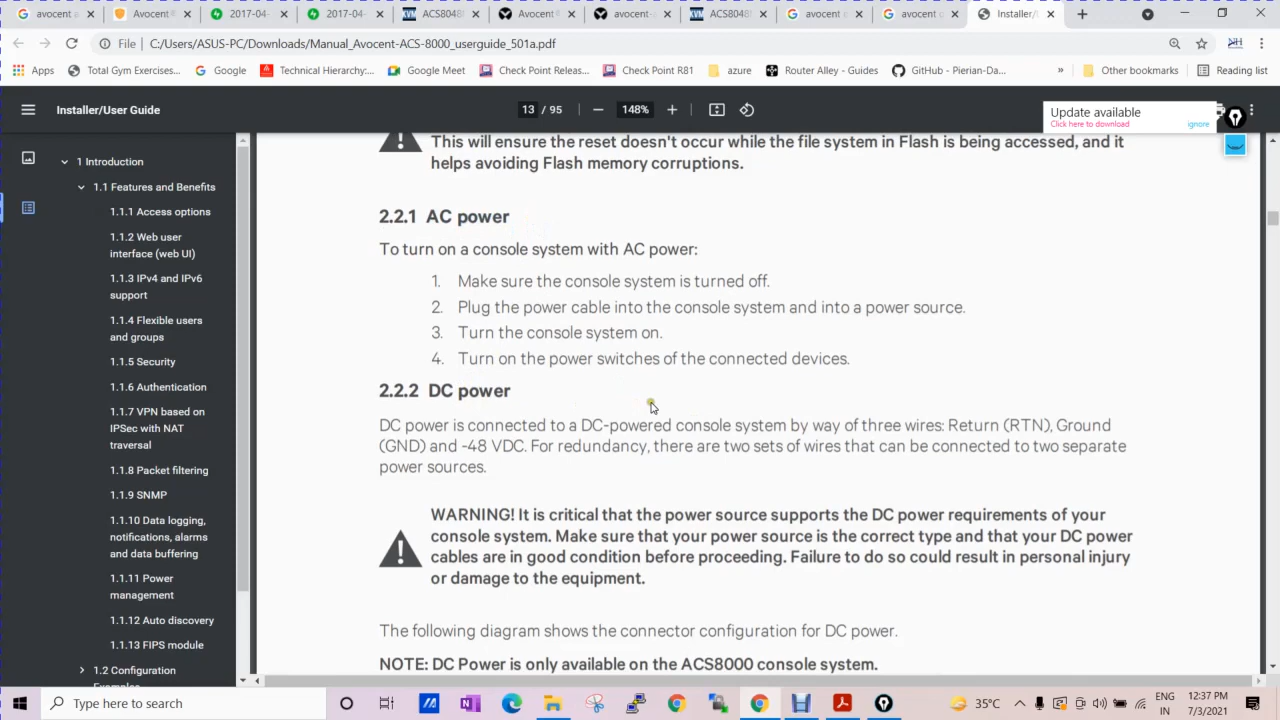 avocent
Avocent®
2017-04-
2017-04-
KVM ACS804
Avocent®
avocent
KVM ACS8048
avocent
avocent
Installer/
File C:/Users/ASUS-PC/Downloads/Manual_Avocent-ACS-8000_userguide_501a.pdf
Apps Total Gym Exercises... Google Technical Hierarchy:... Google Meet Check Point Releas... Check Point R81 azure Router Alley - Guides GitHub - Pierian-Da... » Other bookmarks Reading list
Installer/User Guide
13 / 95
148%
Update available
Click here to download ignore
1 Introduction
1.1 Features and Benefits
1.1.1 Access options
1.1.2 Web user
interface (web UI)
1.1.3 IPv4 and IPv6
support
1.1.4 Flexible users
and groups
1.1.5 Security
1.1.6 Authentication
1.1.7 VPN based on
IPSec with NAT
traversal
1.1.8 Packet filtering
1.1.9 SNMP
1.1.10 Data logging,
notifications, alarms
and data buffering
1.1.11 Power
management
1.1.12 Auto discovery
1.1.13 FIPS module
1.2 Configuration
Examples
This will ensure the reset doesn't occur while the file system in Flash is being accessed, and it
helps avoiding Flash memory corruptions.
2.2.1 AC power
To turn on a console system with AC power:
1. Make sure the console system is turned off.
2. Plug the power cable into the console system and into a power source.
3. Turn the console system on.
4. Turn on the power switches of the connected devices.
2.2.2 DC power
DC power is connected to a DC-powered console system by way of three wires: Return (RTN), Ground
(GND) and -48 VDC. For redundancy, there are two sets of wires that can be connected to two separate
power sources.
WARNING! It is critical that the power source supports the DC power requirements of your
console system. Make sure that your power source is the correct type and that your DC power
cables are in good condition before proceeding. Failure to do so could result in personal injury
or damage to the equipment.
The following diagram shows the connector configuration for DC power.
NOTE: DC Power is only available on the ACS8000 console system.
Type here to search
35°C
ENG
IN
12:37 PM
7/3/2021